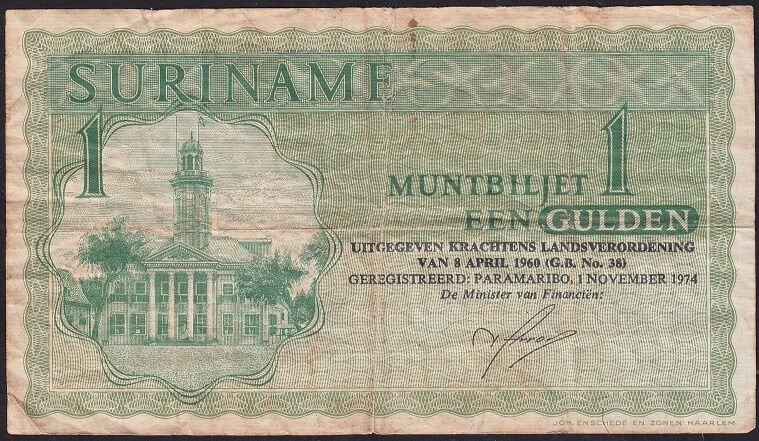 SURINAME
1
1
MUNTBILJET
EEN GULDEN
UITGEGEVEN KRACHTENS LANDSVERORDENING
VAN 8 APRIL 1960 (G.B. No. 38)
GEREGISTREERD: PARAMARIBO, 1 NOVEMBER 1974
De Minister van Financiën:
JOH. ENSCHEDÉ EN ZONEN HAARLEM